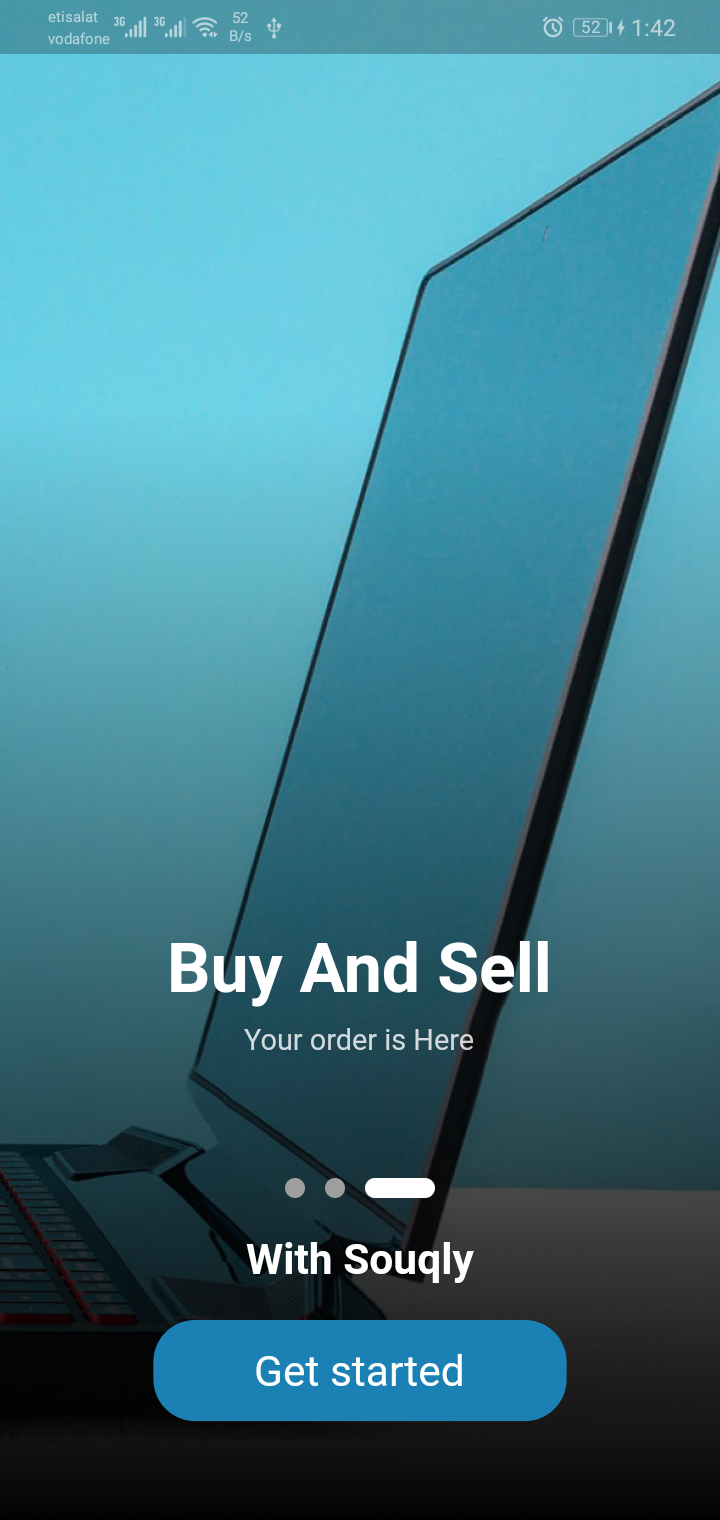 etisalat
vodafone
3G
3G
52
B/s
52
1:42
Buy And Sell
Your order is Here
With Souqly
Get started